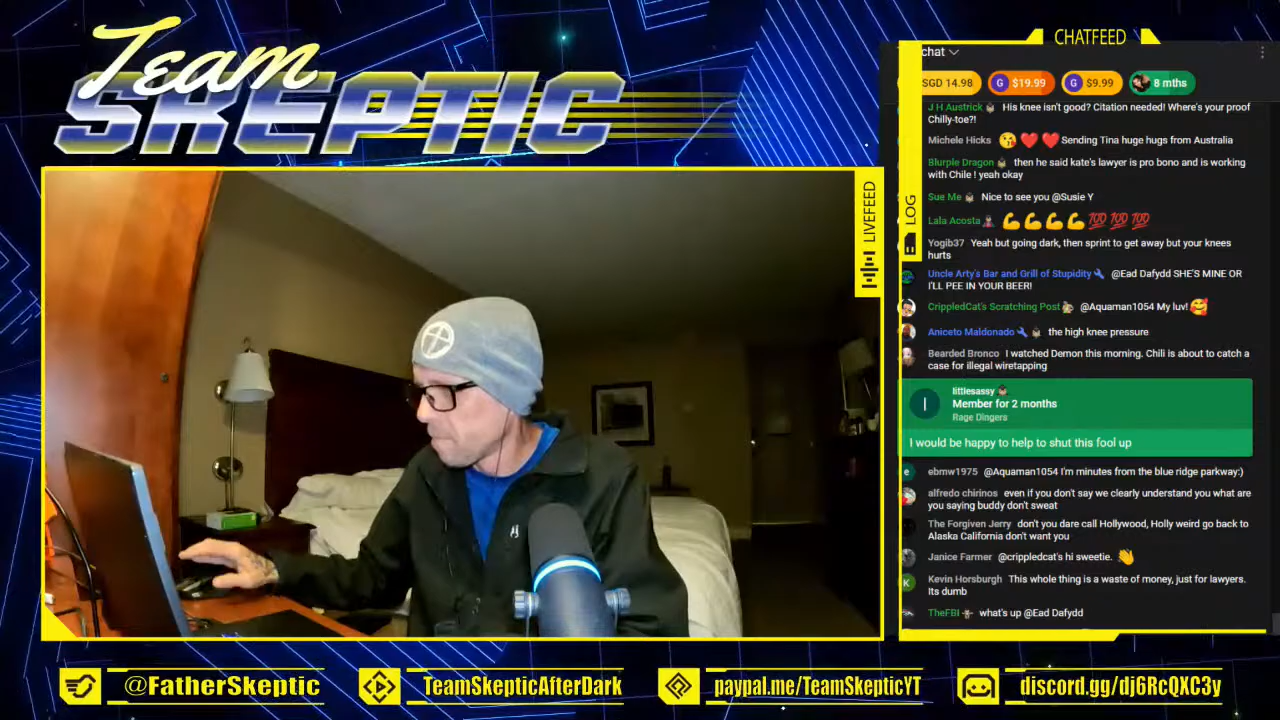 Team
SKEPTIC
CHATFEED
chat
SGD 14.98 G $19.99 G $9.99 8 mths
J H Austrick His knee isn't good? Citation needed! Where's your proof
Chilly-toe?!
Michele Hicks Sending Tina huge hugs from Australia
Blurple Dragon then he said kate's lawyer is pro bono and is working
with Chile ! yeah okay
Sue Me Nice to see you @Susie Y
Lala Acosta 💪💪💪💪💯💯💯
Yogib37 Yeah but going dark, then sprint to get away but your knees
hurts
Uncle Arty's Bar and Grill of Stupidity @Ead Dafydd SHE'S MINE OR
I'LL PEE IN YOUR BEER!
CrippledCat's Scratching Post @Aquaman1054 My luv!
Aniceto Maldonado the high knee pressure
Bearded Bronco I watched Demon this morning. Chili is about to catch a
case for illegal wiretapping
I
littlesassy
Member for 2 months
Rage Dingers
I would be happy to help to shut this fool up
e ebmw1975 @Aquaman1054 I'm minutes from the blue ridge parkway:)
alfredo chirinos even if you don't say we clearly understand you what are
you saying buddy don't sweat
The Forgiven Jerry don't you dare call Hollywood, Holly weird go back to
Alaska California don't want you
Janice Farmer @crippledcat's hi sweetie.
K Kevin Horsburgh This whole thing is a waste of money, just for lawyers.
Its dumb
TheFBI what's up @Ead Dafydd
LIVEFEED
LOG
@FatherSkeptic
TeamSkepticAfterDark
paypal.me/TeamSkepticYT
discord.gg/dj6RcQXC3y